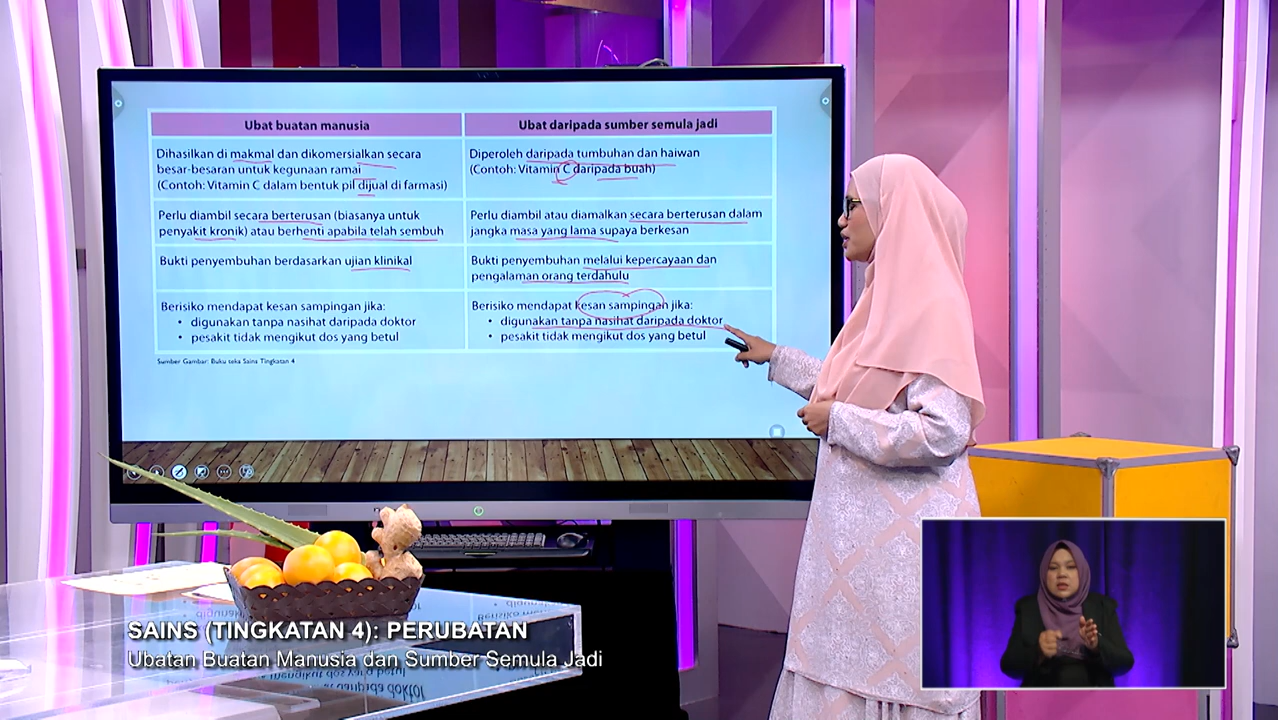 Ubat buatan manusia
Ubat daripada sumber semula jadi
Dihasilkan di makmal dan dikomersialkan secara
besar-besaran untuk kegunaan ramai
(Contoh: Vitamin C dalam bentuk pil dijual di farmasi)
Diperoleh daripada tumbuhan dan haiwan
(Contoh: Vitamin C daripada buah)
Perlu diambil secara berterusan (biasanya untuk
penyakit kronik) atau berhenti apabila telah sembuh
Perlu diambil atau diamalkan secara berterusan dalam
jangka masa yang lama supaya berkesan
Bukti penyembuhan berdasarkan ujian klinikal
Bukti penyembuhan melalui kepercayaan dan
pengalaman orang terdahulu
Berisiko mendapat kesan sampingan jika:
• digunakan tanpa nasihat daripada doktor
• pesakit tidak mengikut dos yang betul
Berisiko mendapat kesan sampingan jika:
• digunakan tanpa nasihat daripada doktor
• pesakit tidak mengikut dos yang betul
Sumber Gambar: Buku teks Sains Tingkatan 4
SAINS (TINGKATAN 4): PERUBATAN
Ubatan Buatan Manusia dan Sumber Semula Jadi